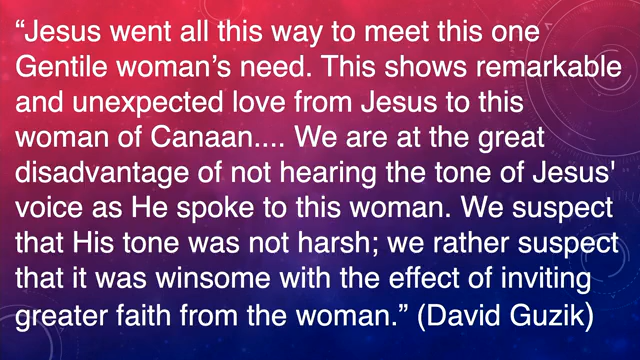 “Jesus went all this way to meet this one
Gentile woman’s need. This shows remarkable
and unexpected love from Jesus to this
woman of Canaan.... We are at the great
disadvantage of not hearing the tone of Jesus'
voice as He spoke to this woman. We suspect
that His tone was not harsh; we rather suspect
that it was winsome with the effect of inviting
greater faith from the woman.” (David Guzik)